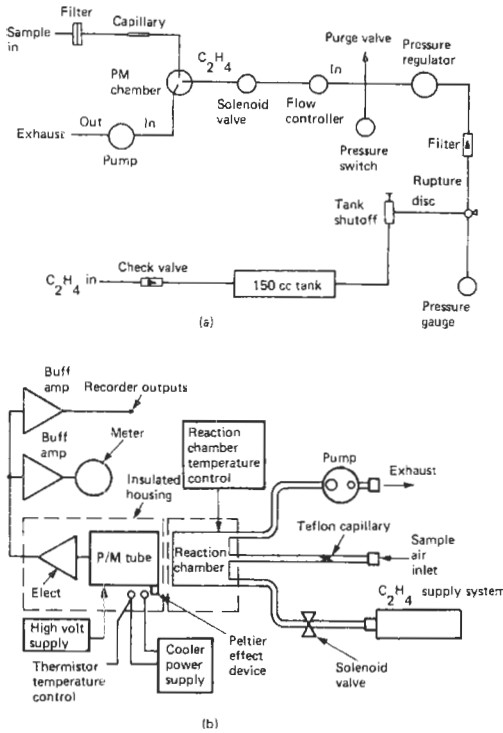 Filter
Sample
in
Capillary
C2H4
In
Purge valve
Pressure
regulator
PM
chamber
Solenoid
valve
Flow
controller
Exhaust
Out
In
Pump
Pressure
switch
Filter
Rupture
disc
Tank
shutoff
C2H4 in
Check valve
150 cc tank
Pressure
gauge
(a)
Buff
amp
Recorder outputs
Buff
amp
Meter
Insulated
housing
Reaction
chamber
temperature
control
Pump
Exhaust
Teflon capillary
P/M tube
Reaction
chamber
Sample
air
inlet
Elect
C2H4 supply system
High volt
supply
Thermistor
temperature
control
Cooler
power
supply
Peltier
effect
device
Solenoid
valve
(b)